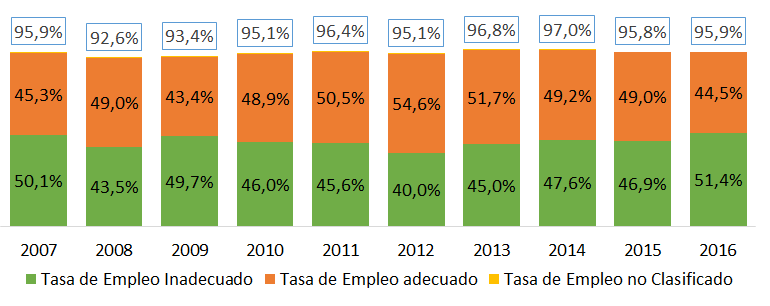 95,9% 92,6% 93,4% 95,1% 96,4% 95,1% 96,8% 97,0% 95,8% 95,9%
45,3% 49,0% 43,4% 48,9% 50,5% 54,6% 51,7% 49,2% 49,0% 44,5%
50,1% 43,5% 49,7% 46,0% 45,6% 40,0% 45,0% 47,6% 46,9% 51,4%
2007 2008 2009 2010 2011 2012 2013 2014 2015 2016
Tasa de Empleo Inadecuado Tasa de Empleo adecuado Tasa de Empleo no Clasificado